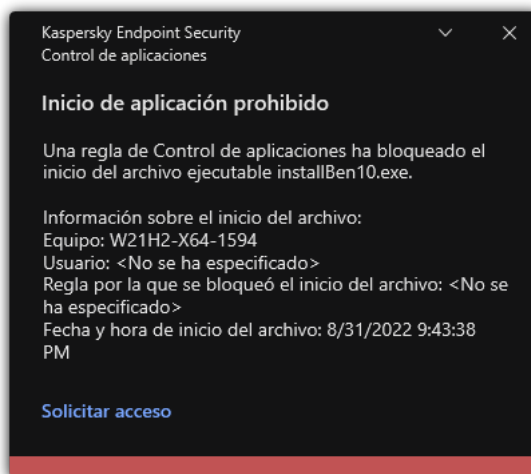 Kaspersky Endpoint Security
Control de aplicaciones
Inicio de aplicación prohibido
Una regla de Control de aplicaciones ha bloqueado el
inicio del archivo ejecutable installBen10.exe.
Información sobre el inicio del archivo:
Equipo: W21H2-X64-1594
Usuario: <No se ha especificado>
Regla por la que se bloqueó el inicio del archivo: <No se
ha especificado>
Fecha y hora de inicio del archivo: 8/31/2022 9:43:38
PM
Solicitar acceso